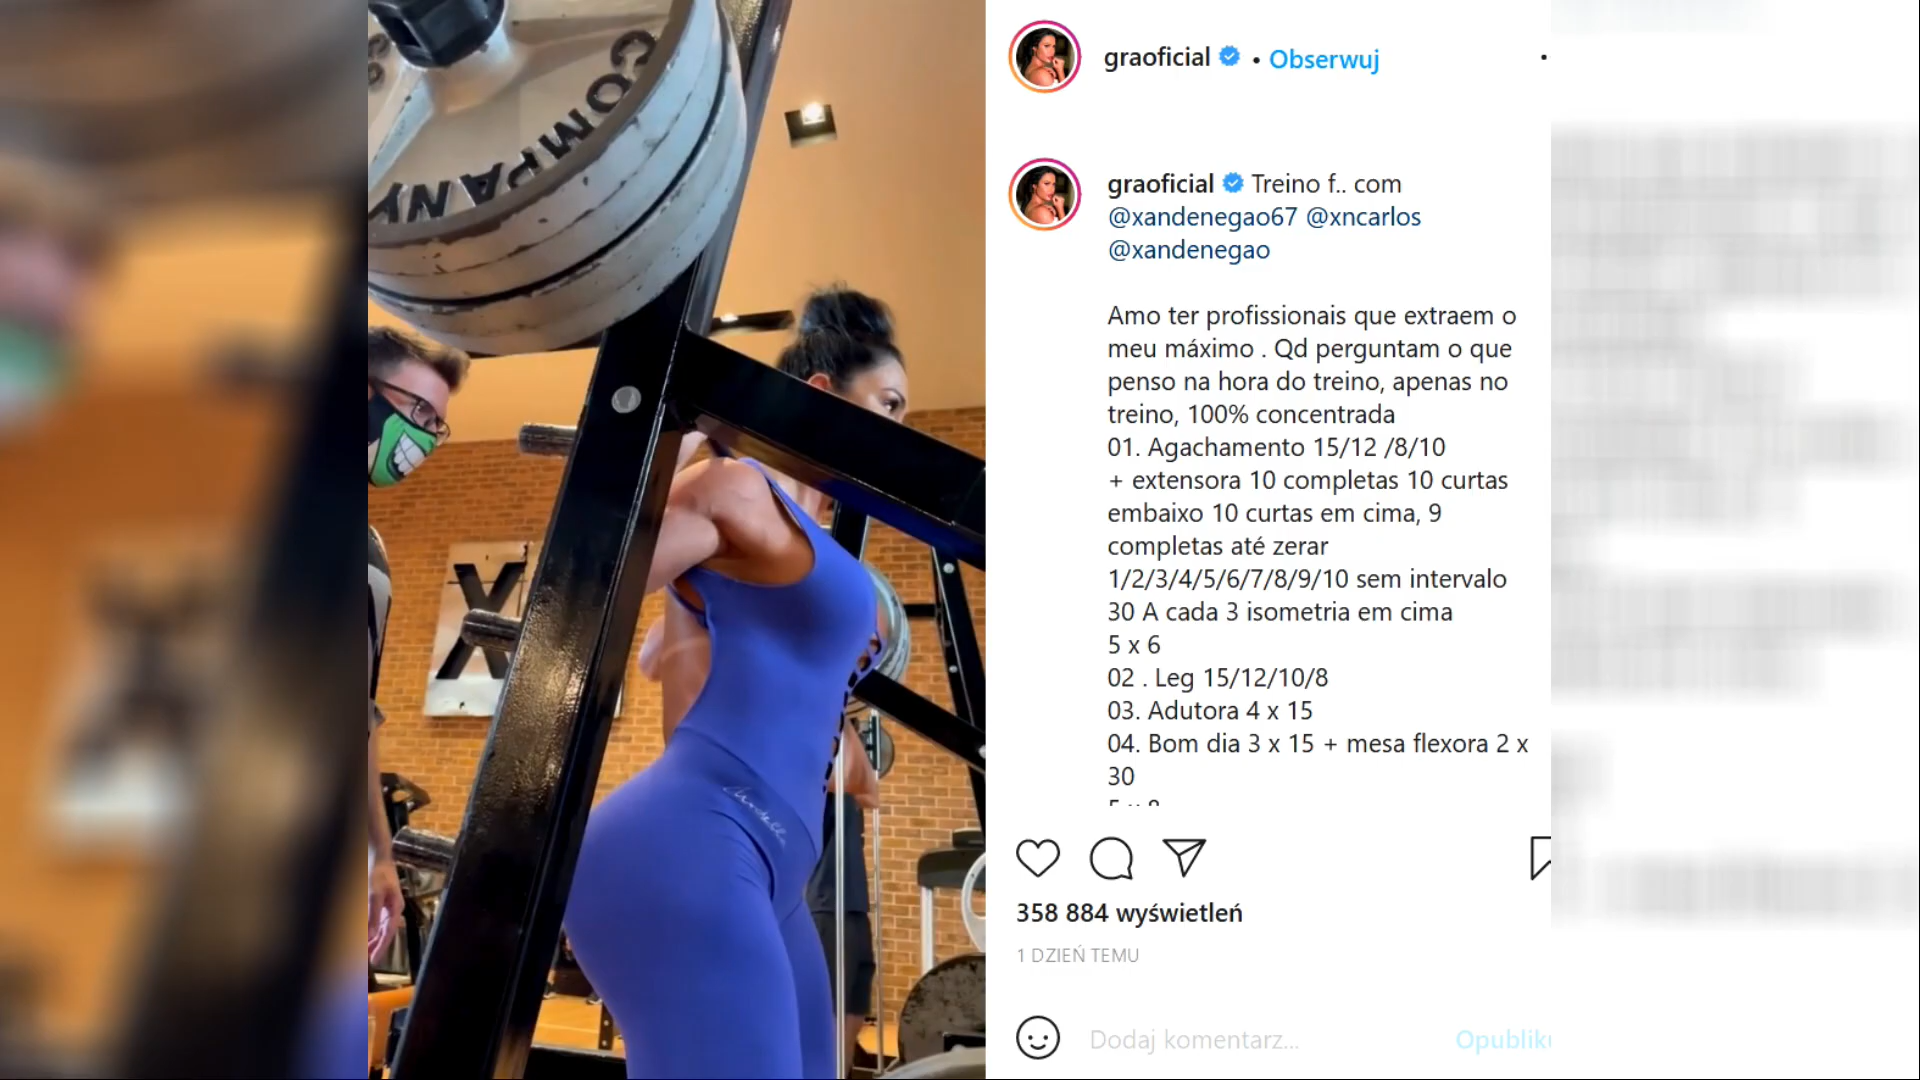 COMPANY
X
graoficial • Obserwuj
graoficial Treino f.. com
@xandenegao67 @xncarlos
@xandenegao
Amo ter profissionais que extraem o
meu máximo . Qd perguntam o que
penso na hora do treino, apenas no
treino, 100% concentrada
01. Agachamento 15/12 /8/10
+ extensora 10 completas 10 curtas
embaixo 10 curtas em cima, 9
completas até zerar
1/2/3/4/5/6/7/8/9/10 sem intervalo
30 A cada 3 isometria em cima
5 x 6
02 . Leg 15/12/10/8
03. Adutora 4 x 15
04. Bom dia 3 x 15 + mesa flexora 2 x
30
358 884 wyświetleń
1 DZIEŃ TEMU
Dodaj komentarz... Opubliku